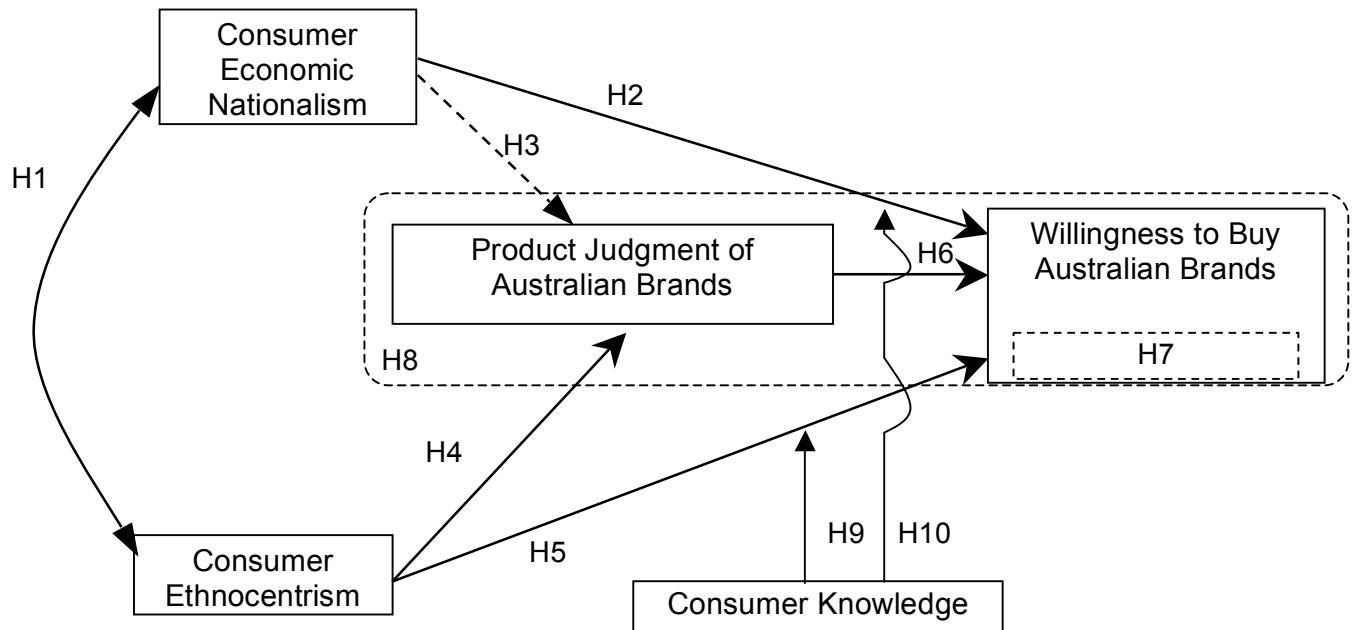 Consumer
Economic
Nationalism
H2
H3
H1
Product Judgment of
Australian Brands
H6
Willingness to Buy
Australian Brands
H7
H8
H4
H5
H9
H10
Consumer
Ethnocentrism
Consumer Knowledge